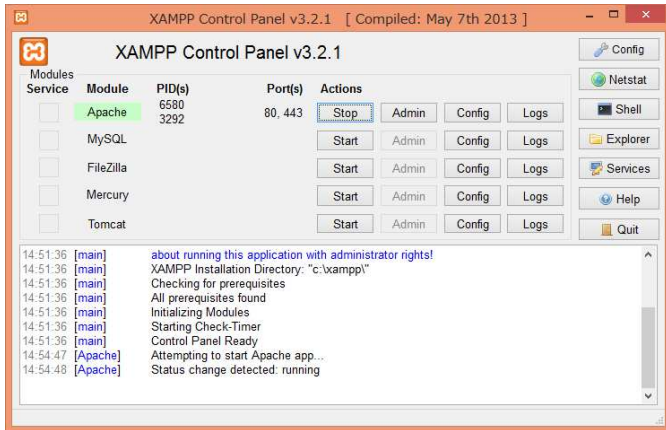 XAMPP Control Panel v3.2.1 [ Compiled: May 7th 2013 ]
XAMPP Control Panel v3.2.1
Config
Modules
Service Module PID(s) Port(s) Actions
Netstat
Apache 6580 3292 80, 443 Stop Admin Config Logs
Shell
MySQL Start Admin Config Logs
Explorer
FileZilla Start Admin Config Logs
Services
Mercury Start Admin Config Logs
Help
Tomcat Start Admin Config Logs
Quit
14:51:36 [main] about running this application with administrator rights!
14:51:36 [main] XAMPP Installation Directory: "c:\xampp\"
14:51:36 [main] Checking for prerequisites
14:51:36 [main] All prerequisites found
14:51:36 [main] Initializing Modules
14:51:36 [main] Starting Check-Timer
14:51:36 [main] Control Panel Ready
14:54:47 [Apache] Attempting to start Apache app...
14:54:48 [Apache] Status change detected: running